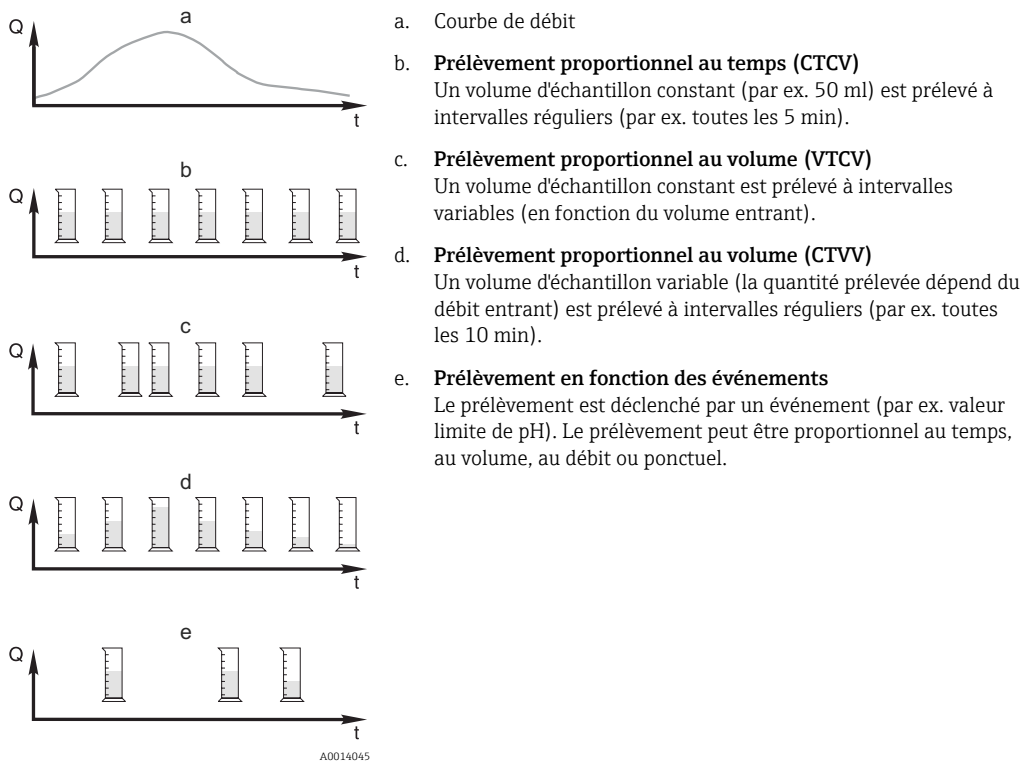 Q
a
t
b
Q
t
c
Q
t
d
Q
t
e
Q
t
A0014045
a. Courbe de débit
b. Prélèvement proportionnel au temps (CTCV)
Un volume d'échantillon constant (par ex. 50 ml) est prélevé à
intervalles réguliers (par ex. toutes les 5 min).
c. Prélèvement proportionnel au volume (VTCV)
Un volume d'échantillon constant est prélevé à intervalles
variables (en fonction du volume entrant).
d. Prélèvement proportionnel au volume (CTVV)
Un volume d'échantillon variable (la quantité prélevée dépend du
débit entrant) est prélevé à intervalles réguliers (par ex. toutes
les 10 min).
e. Prélèvement en fonction des événements
Le prélèvement est déclenché par un événement (par ex. valeur
limite de pH). Le prélèvement peut être proportionnel au temps,
au volume, au débit ou ponctuel.